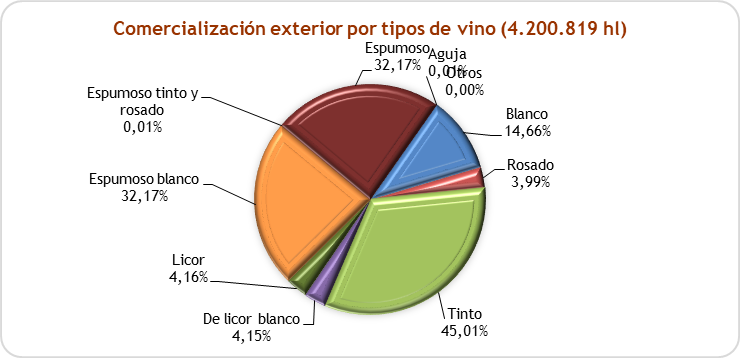 Comercialización exterior por tipos de vino (4.200.819 hl)
Espumoso
32,17%
Aguja
0,01%
Otros
0,00%
Blanco
14,66%
Rosado
3,99%
Tinto
45,01%
De licor blanco
4,15%
Licor
4,16%
Espumoso blanco
32,17%
Espumoso tinto y
rosado
0,01%